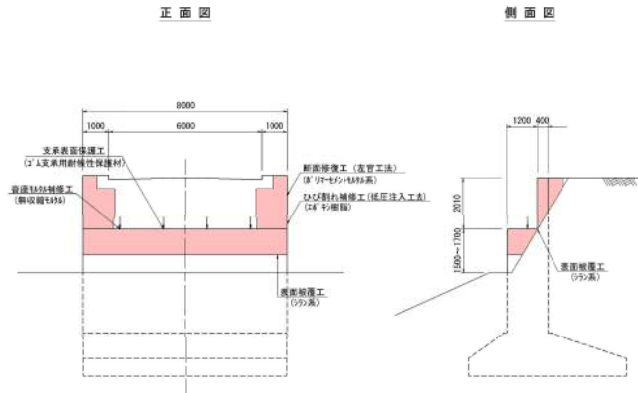 正面図
側面図
8000
1000
6000
1000
1200
400
支承表面保護工
(ゴム支承用耐候性保護材)
断面修復工(左官工法)
(ポリマーセメントモルタル系)
沓座モルタル補修工
(無収縮モルタル)
ひび割れ補修工(低圧注入工法)
(エポキシ樹脂)
2010
1500~1700
表面被覆工
(シラン系)
表面被覆工
(シラン系)